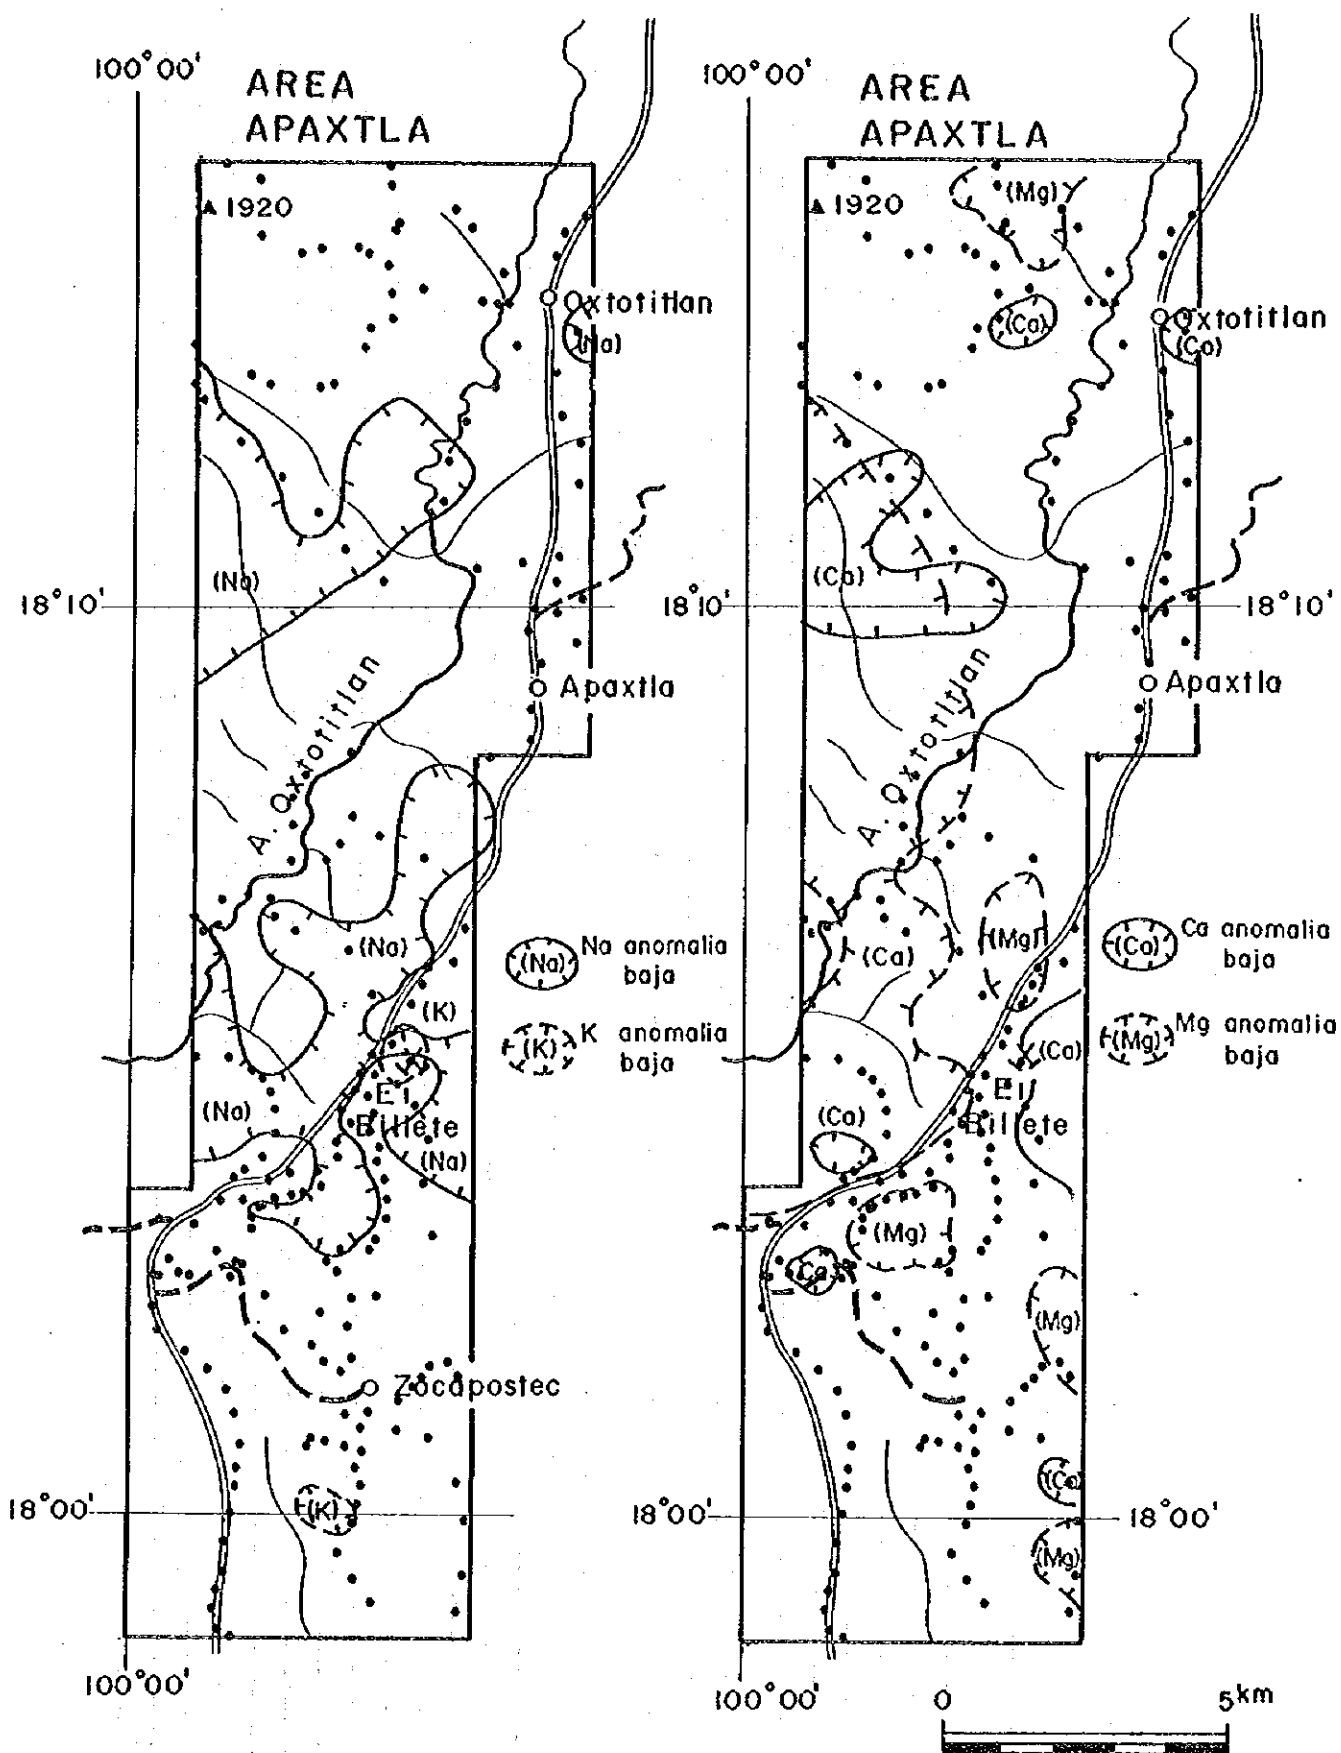 100°00'
AREA
APAXTLA
1920
Oxtotitlan
(Na)
(Na)
18°10'
Apaxtla
A. Oxtotitlan
(Na)
(K)
(Na)
El
Billete
(Na)
Zocapostec
(K)
18°00'
100°00'
(Na)
Na anomalia
baja
(K)
K anomalia
baja
100°00'
AREA
APAXTLA
(Mg)
1920
(Ca)
Oxtotitlan
(Ca)
(Ca)
18°10'
18°10'
Apaxtla
A. Oxtotitlan
(Ca)
(Mg)
(Ca)
El
Billete
(Ca)
(Mg)
Ca
(Mg)
(Ca)
18°00'
18°00'
(Mg)
100°00'
(Ca)
Ca anomalia
baja
(Mg)
Mg anomalia
baja
0
5 km